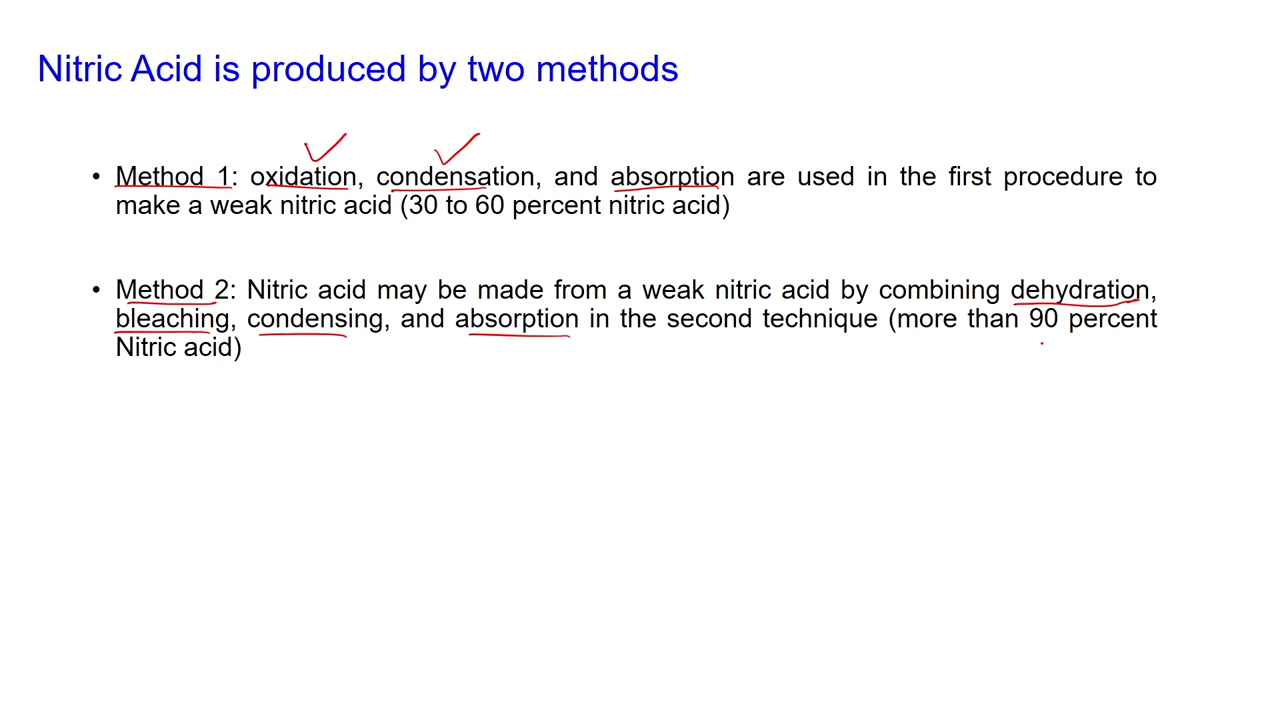 Nitric Acid is produced by two methods
• Method 1: oxidation, condensation, and absorption are used in the first procedure to
make a weak nitric acid (30 to 60 percent nitric acid)
• Method 2: Nitric acid may be made from a weak nitric acid by combining dehydration,
bleaching, condensing, and absorption in the second technique (more than 90 percent
Nitric acid)